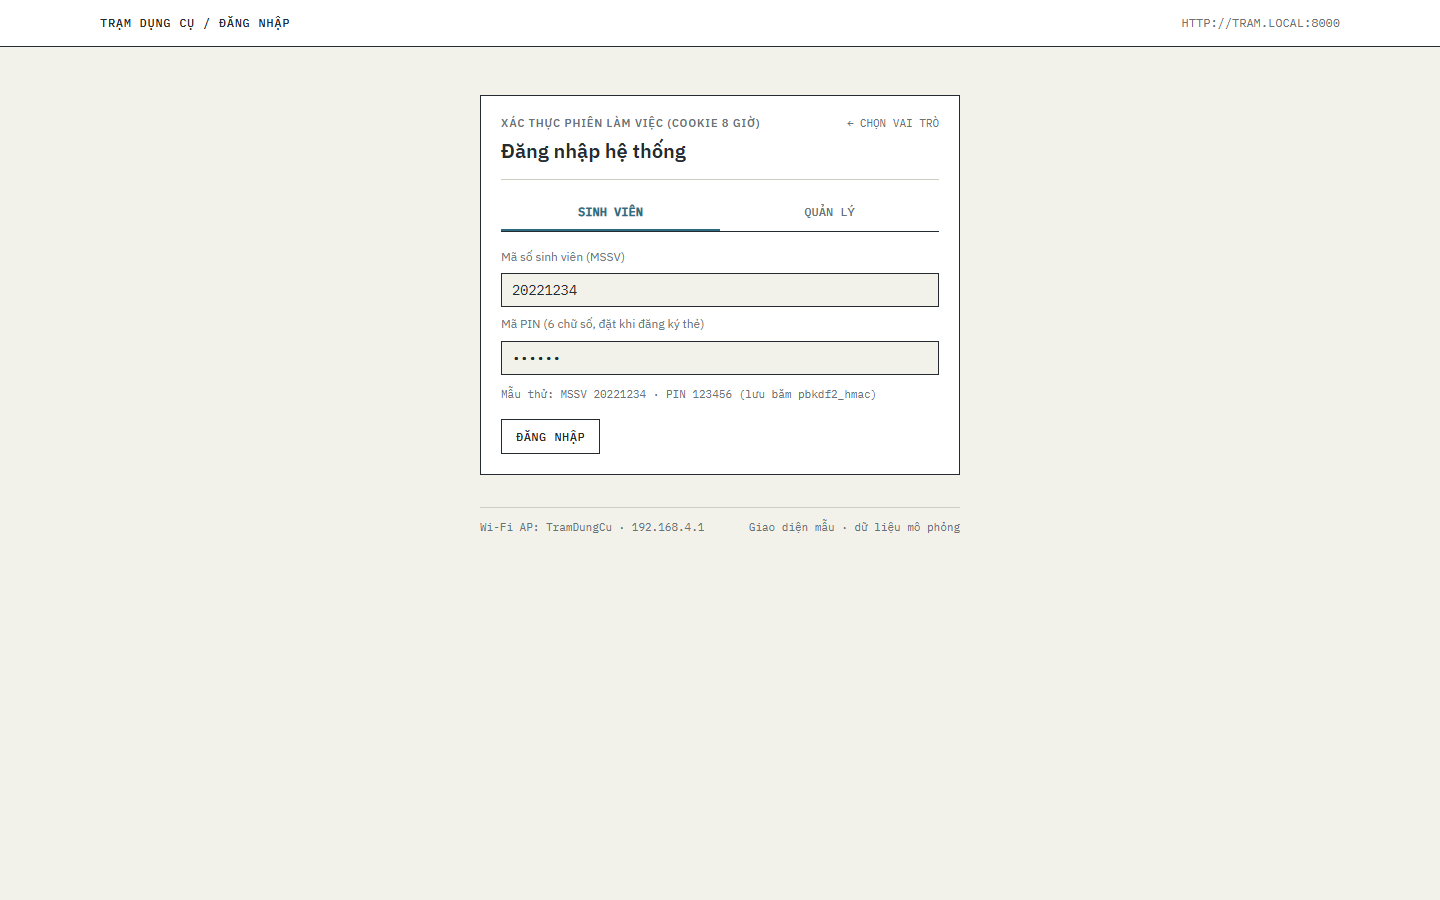 TRẠM DỤNG CỤ / ĐĂNG NHẬP
HTTP://TRAM.LOCAL:8000
XÁC THỰC PHIÊN LÀM VIỆC (COOKIE 8 GIỜ)
← CHỌN VAI TRÒ
Đăng nhập hệ thống
SINH VIÊN
QUẢN LÝ
Mã số sinh viên (MSSV)
20221234
Mã PIN (6 chữ số, đặt khi đăng ký thẻ)
••••••
Mẫu thử: MSSV 20221234 · PIN 123456 (lưu băm pbkdf2_hmac)
ĐĂNG NHẬP
Wi-Fi AP: TramDungCu · 192.168.4.1
Giao diện mẫu · dữ liệu mô phỏng